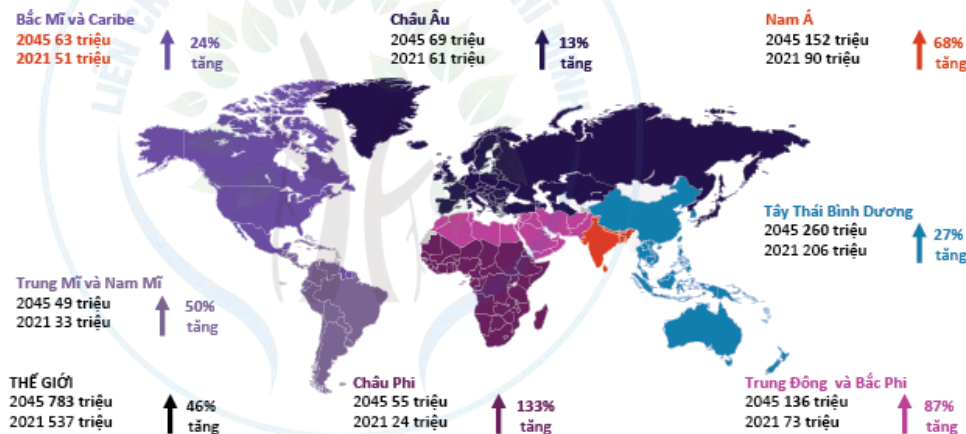 Bắc Mĩ và Caribe
2045 63 triệu
2021 51 triệu
24%
tăng
Châu Âu
2045 69 triệu
2021 61 triệu
13%
tăng
Nam Á
2045 152 triệu
2021 90 triệu
68%
tăng
Tây Thái Bình Dương
2045 260 triệu
2021 206 triệu
27%
tăng
Trung Mĩ và Nam Mĩ
2045 49 triệu
2021 33 triệu
50%
tăng
THẾ GIỚI
2045 783 triệu
2021 537 triệu
46%
tăng
Châu Phi
2045 55 triệu
2021 24 triệu
133%
tăng
Trung Đông và Bắc Phi
2045 136 triệu
2021 73 triệu
87%
tăng
LIÊN CH